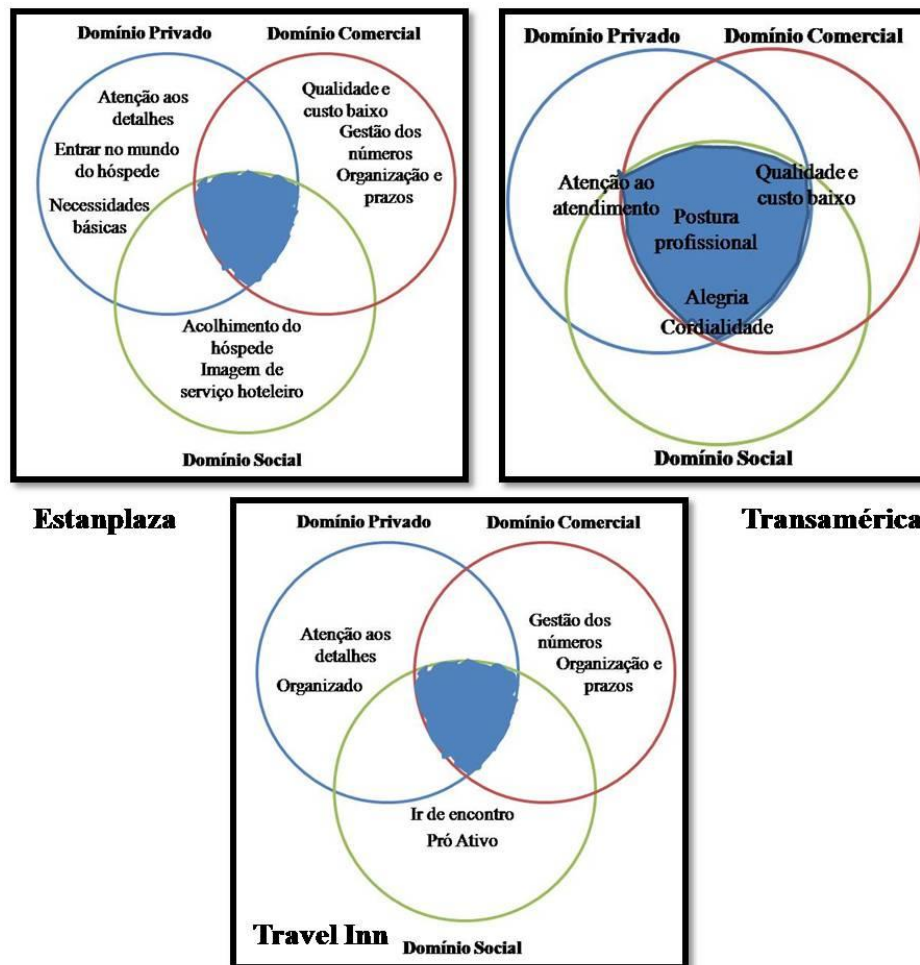 Domínio Privado
Domínio Comercial
Atenção aos
detalhes
Entrar no mundo
do hóspede
Necessidades
básicas
Qualidade e
custo baixo
Gestão dos
números
Organização e
prazos
Acolhimento do
hóspede
Imagem de
serviço hoteleiro
Domínio Social
Estanplaza
Domínio Privado
Domínio Comercial
Atenção ao
atendimento
Qualidade e
custo baixo
Postura
profissional
Alegria
Cordialidade
Domínio Social
Transamérica
Domínio Privado
Domínio Comercial
Atenção aos
detalhes
Organizado
Gestão dos
números
Organização e
prazos
Ir de encontro
Pró Ativo
Travel Inn
Domínio Social